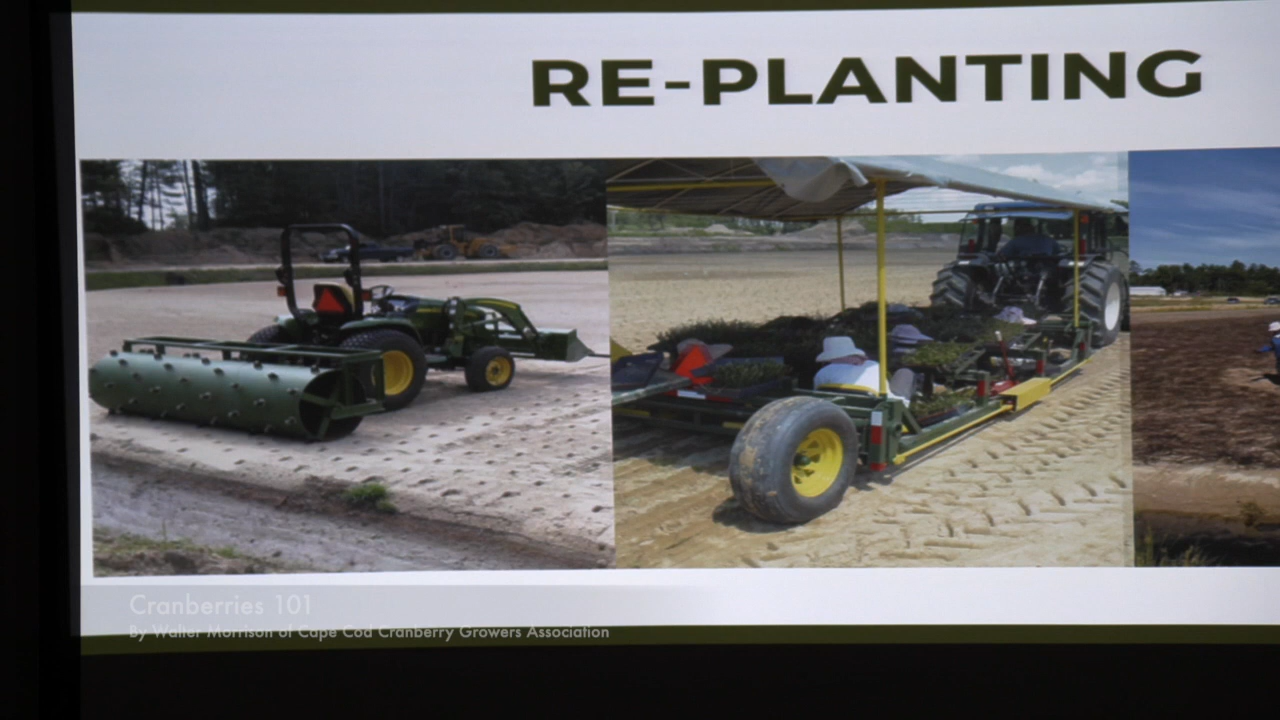 RE-PLANTING
Cranberries 101
By Walter Morrison of Cape Cod Cranberry Growers Association